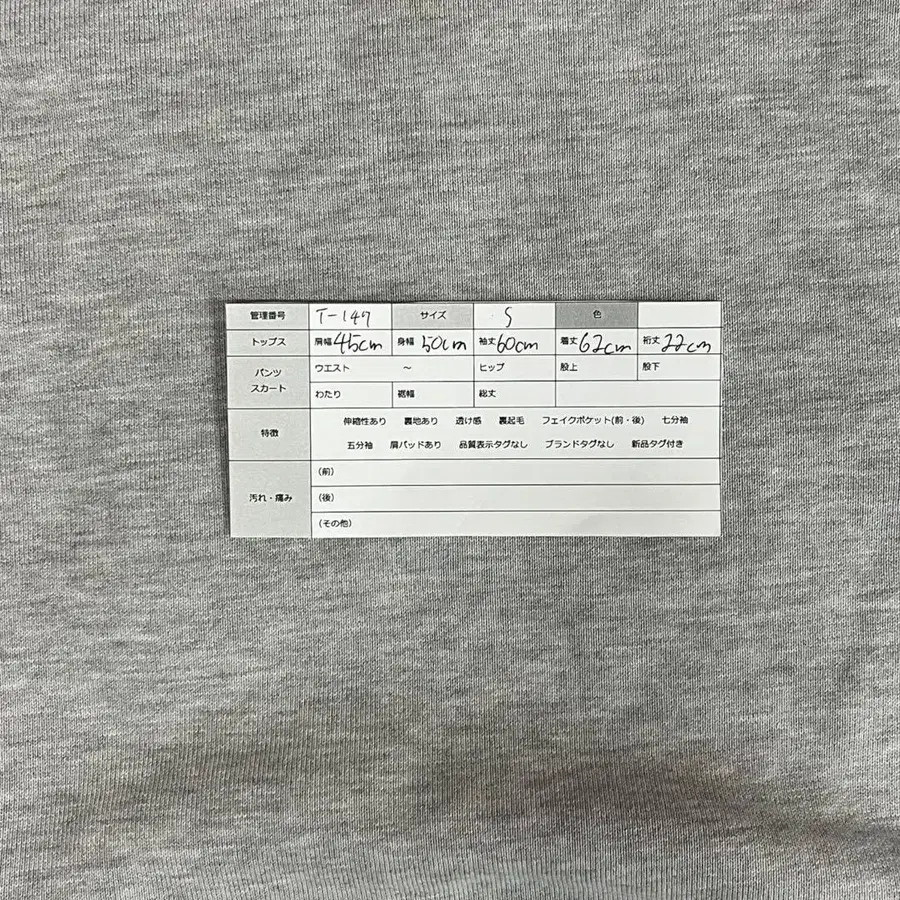 管理番号 T-147 サイズ S 色
トップス 肩幅 45cm 身幅 50cm 袖丈 60cm 着丈 62cm 裄丈 22cm
パンツ スカート ウエスト ～ ヒップ 股上 股下
わたり 裾幅 総丈
特徴 伸縮性あり 裏地あり 透け感 裏起毛 フェイクポケット(前・後) 七分袖
五分袖 肩パッドあり 品質表示タグなし ブランドタグなし 新品タグ付き
汚れ・痛み (前)
(後)
(その他)